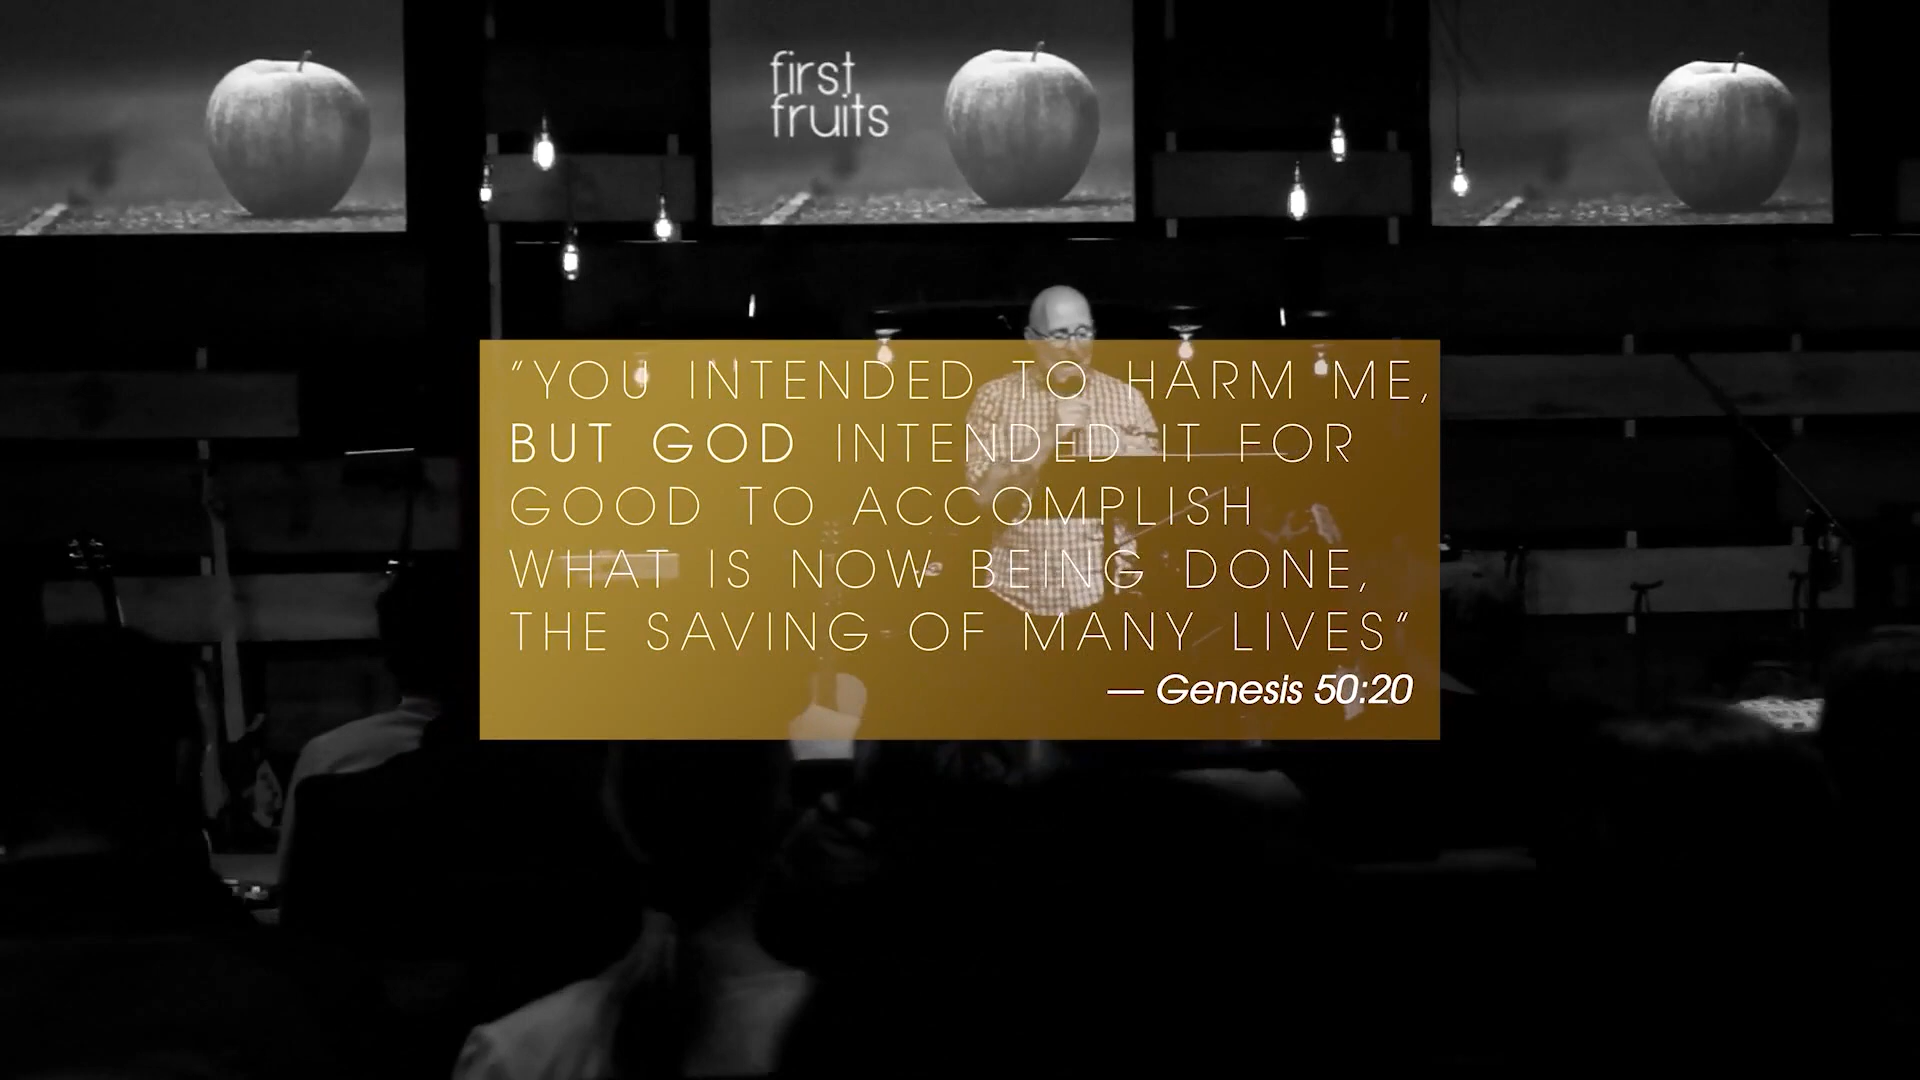 first
fruits
“YOU INTENDED TO HARM ME,
BUT GOD INTENDED IT FOR
GOOD TO ACCOMPLISH
WHAT IS NOW BEING DONE,
THE SAVING OF MANY LIVES”
— Genesis 50:20